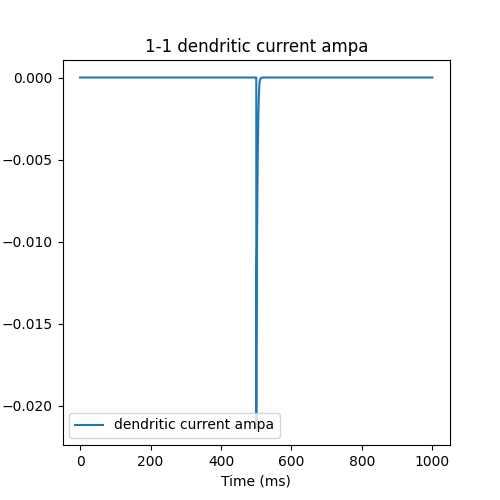 1-1 dendritic current ampa
0.000
−0.005
−0.010
−0.015
−0.020
dendritic current ampa
0 200 400 600 800 1000
Time (ms)